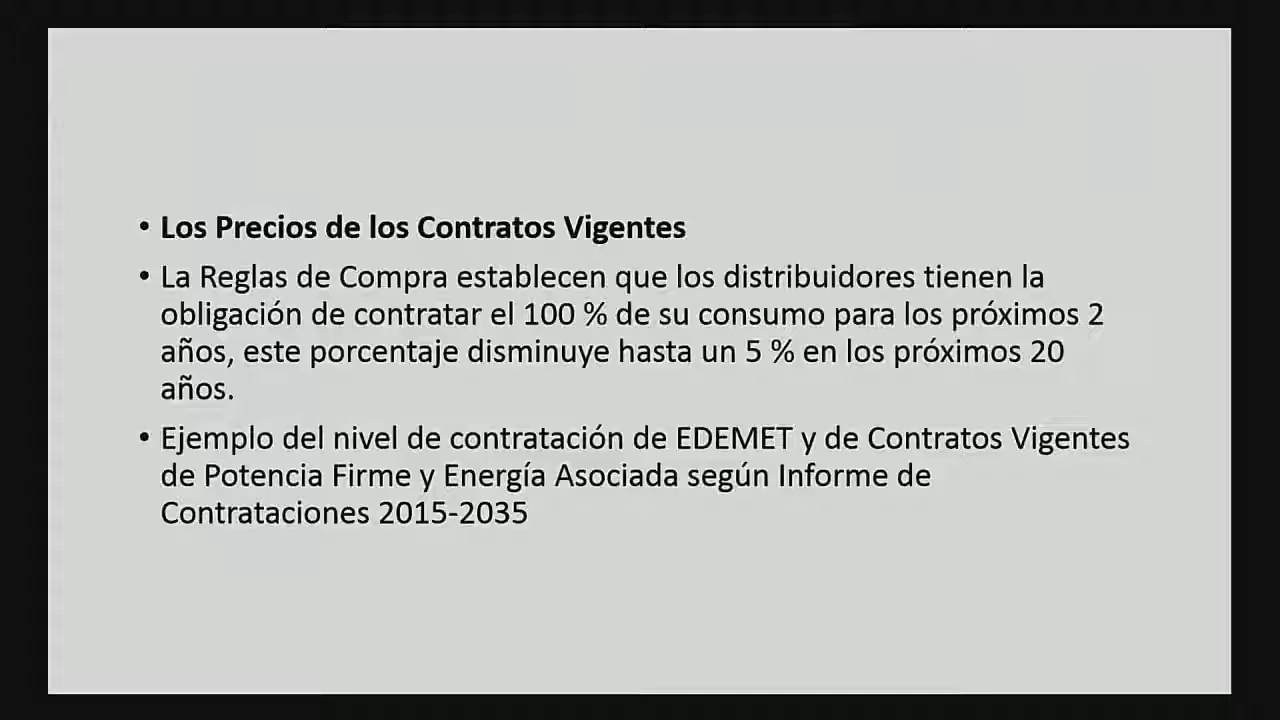 • Los Precios de los Contratos Vigentes
• La Reglas de Compra establecen que los distribuidores tienen la
obligación de contratar el 100 % de su consumo para los próximos 2
años, este porcentaje disminuye hasta un 5 % en los próximos 20
años.
• Ejemplo del nivel de contratación de EDEMET y de Contratos Vigentes
de Potencia Firme y Energía Asociada según Informe de
Contrataciones 2015-2035